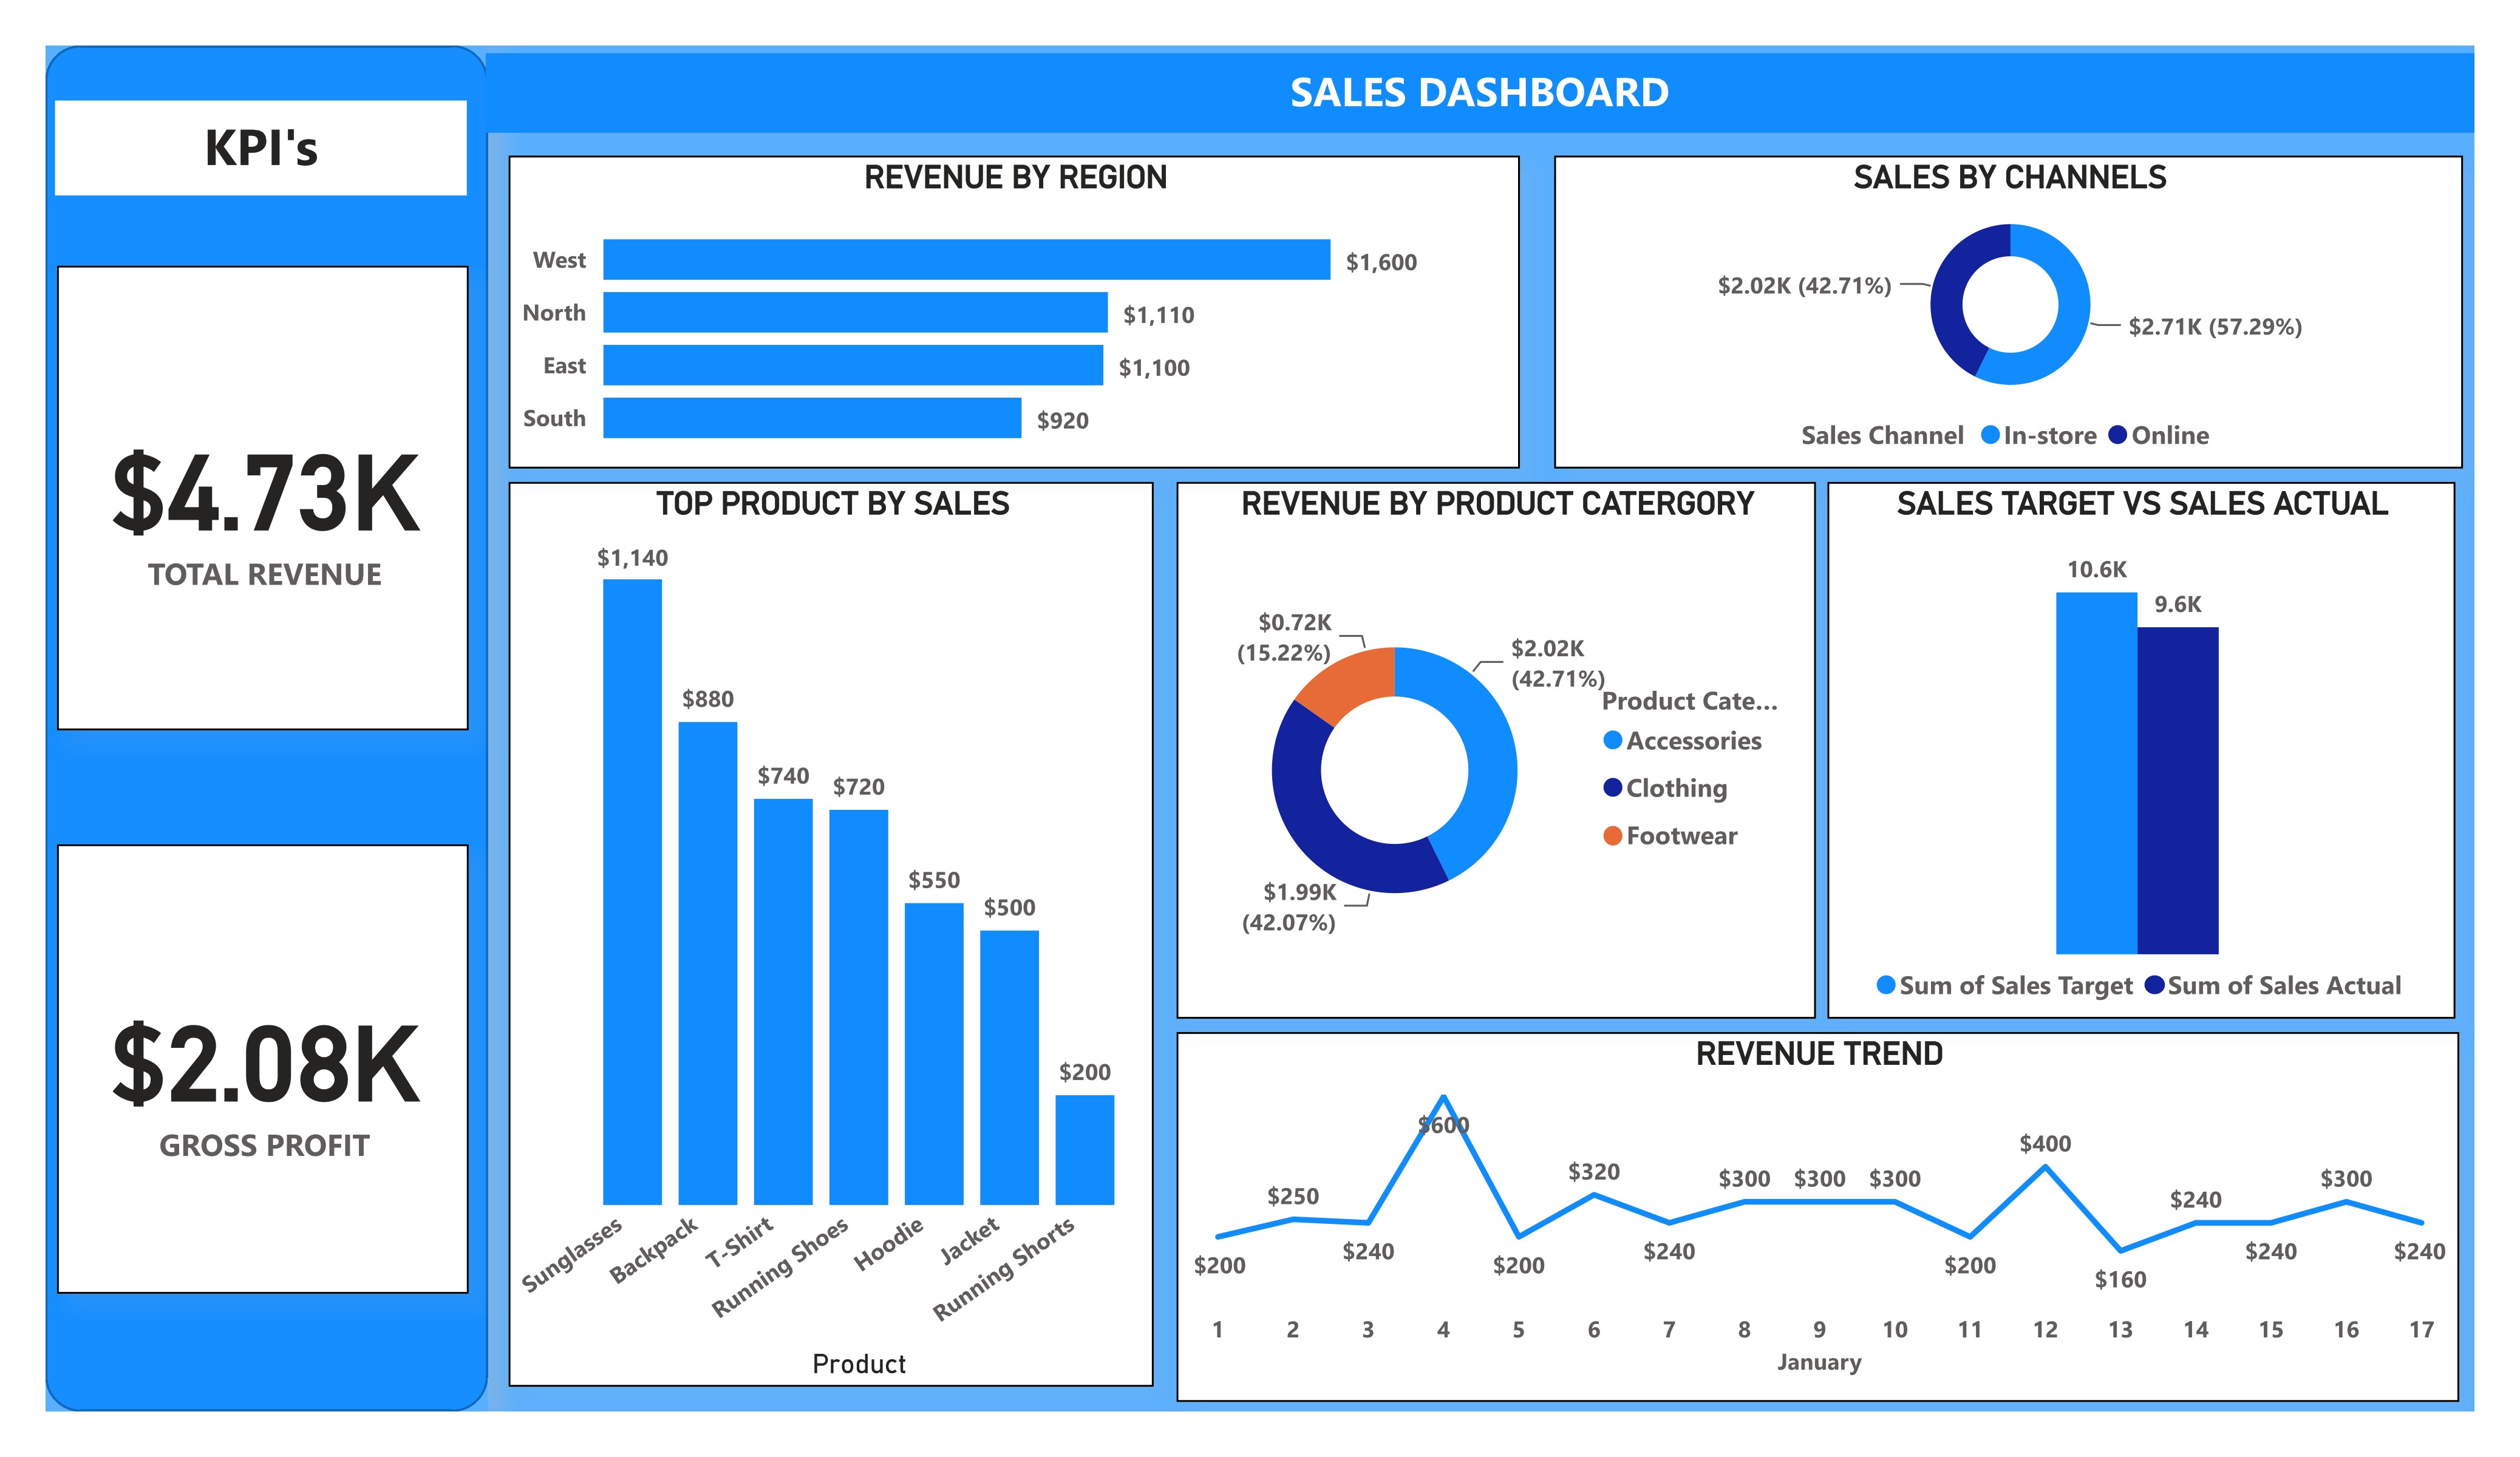 SALES DASHBOARD
KPI's
$4.73K
TOTAL REVENUE
$2.08K
GROSS PROFIT
REVENUE BY REGION
West $1,600
North $1,110
East $1,100
South $920
SALES BY CHANNELS
$2.02K (42.71%)
$2.71K (57.29%)
Sales Channel In-store Online
TOP PRODUCT BY SALES
$1,140
$880
$740
$720
$550
$500
$200
Sunglasses
Backpack
T-Shirt
Running Shoes
Hoodie
Jacket
Running Shorts
Product
REVENUE BY PRODUCT CATERGORY
$0.72K
(15.22%)
$2.02K
(42.71%)
$1.99K
(42.07%)
Product Cate...
Accessories
Clothing
Footwear
SALES TARGET VS SALES ACTUAL
10.6K
9.6K
Sum of Sales Target Sum of Sales Actual
REVENUE TREND
$200
$250
$240
$600
$200
$320
$240
$300
$300
$300
$200
$400
$160
$240
$240
$300
$240
1 2 3 4 5 6 7 8 9 10 11 12 13 14 15 16 17
January